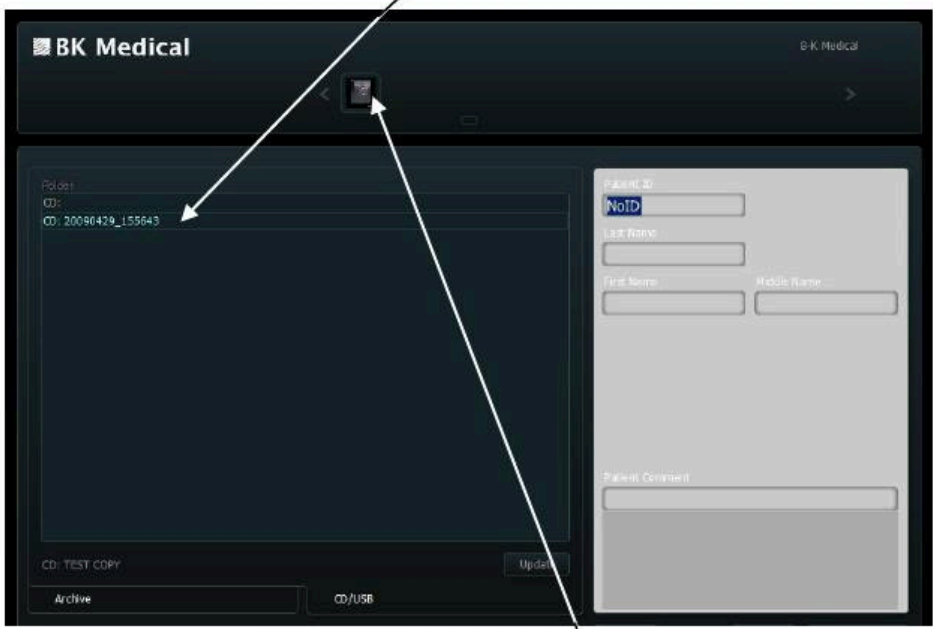 BK Medical
B-K Medical
Folder
CD:
CD: 20090429_155643
CD: TEST COPY
Update
Archive
CD/USB
Patient ID
NoID
Last Name
First Name
Middle Name
Patient Comment